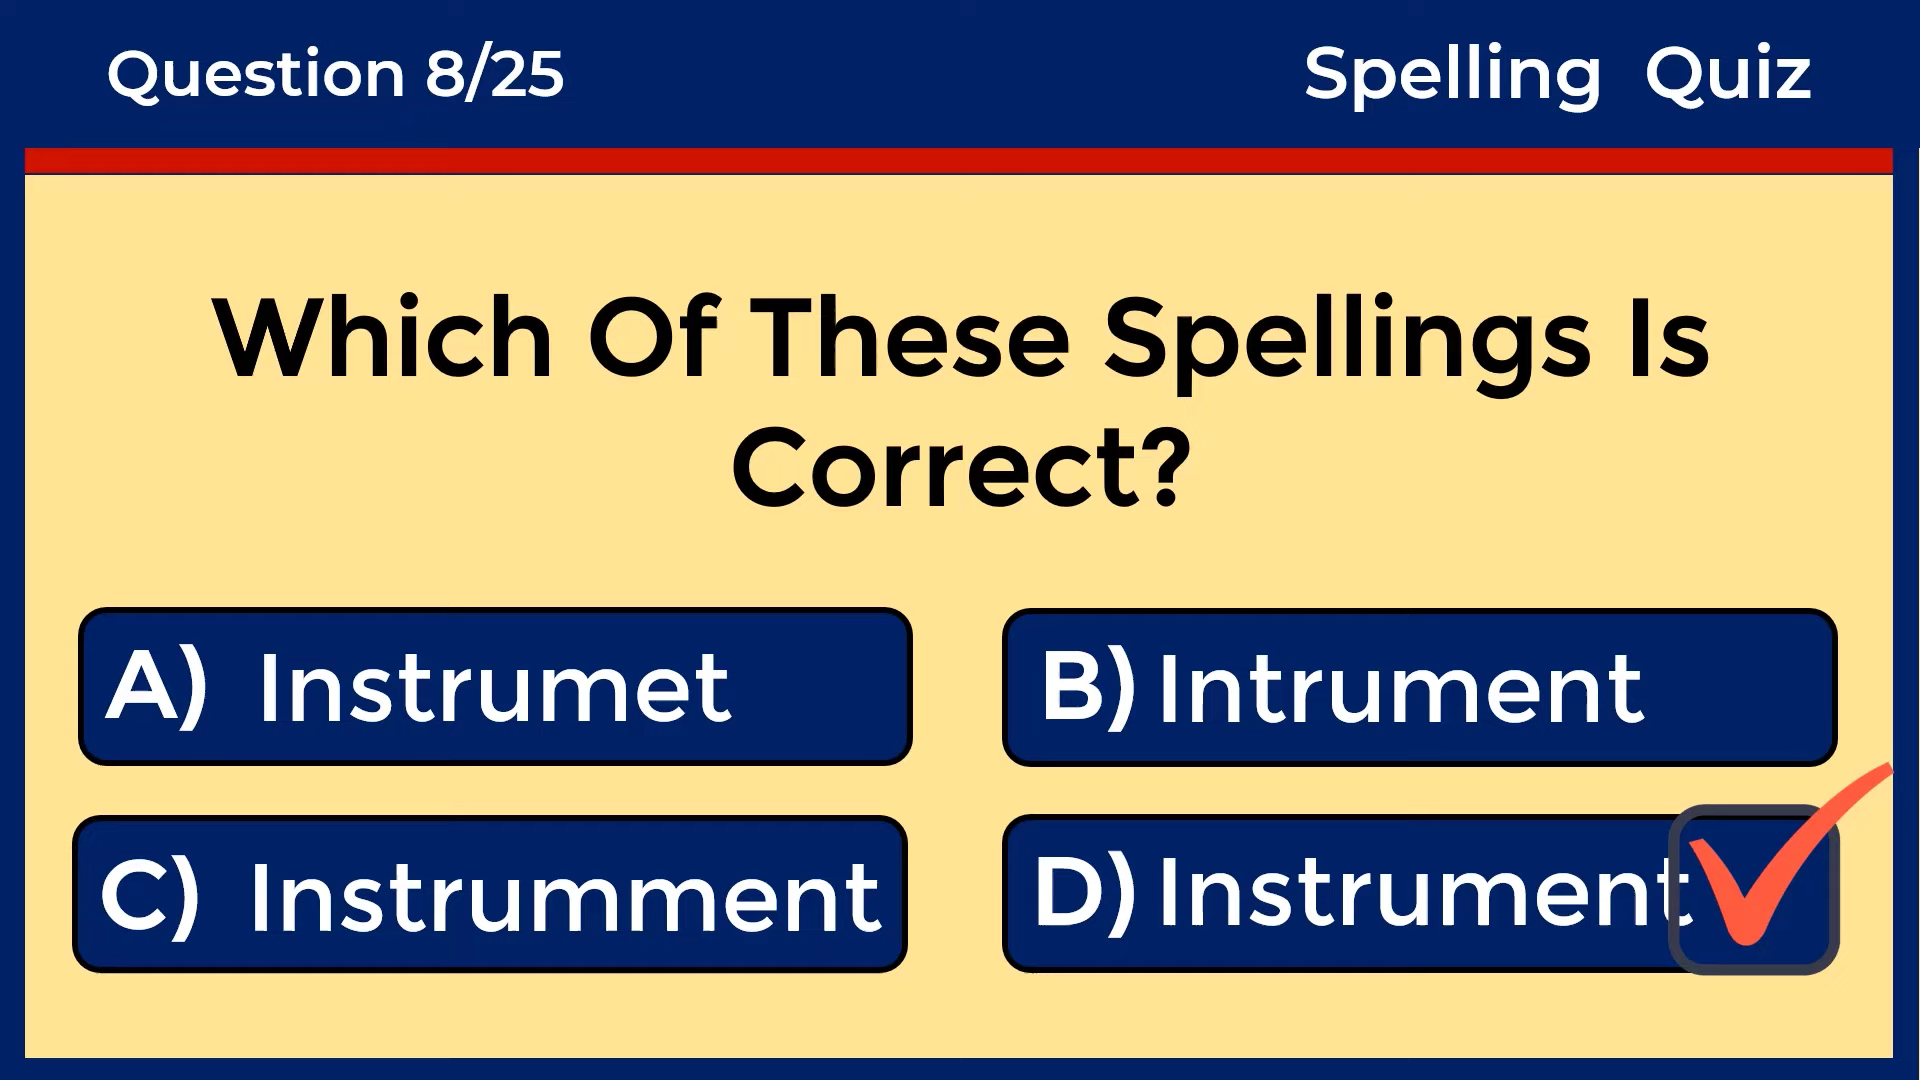 Question 8/25
Spelling Quiz
Which Of These Spellings Is
Correct?
A) Instrumet
B) Intrument
C) Instrumment
D) Instrument